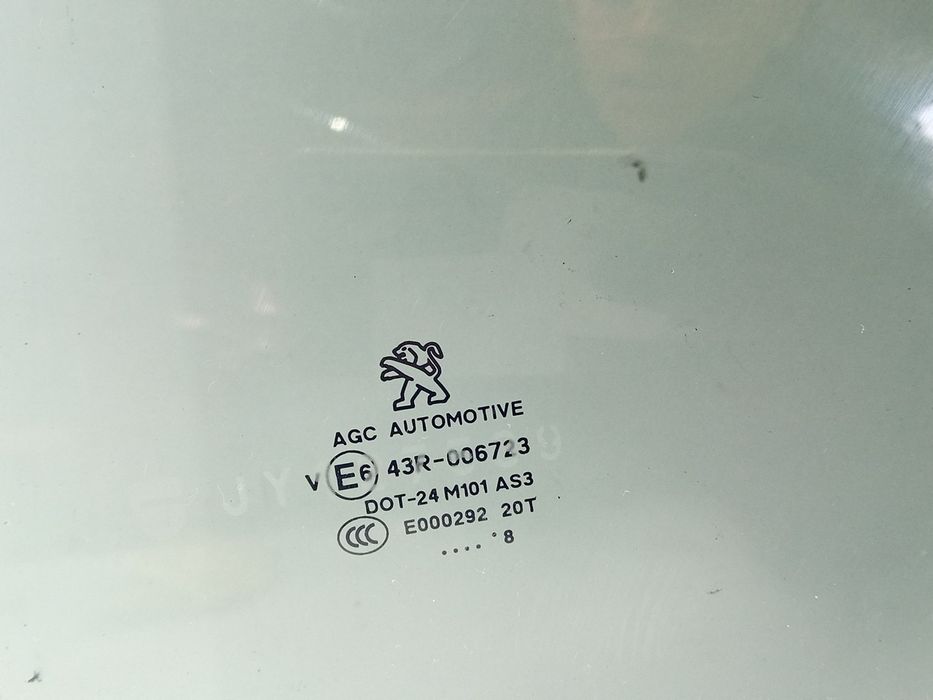 AGC AUTOMOTIVE
V E6 43R-006723
DOT-24 M101 AS3
CCC E000292 20T
.... ° 8